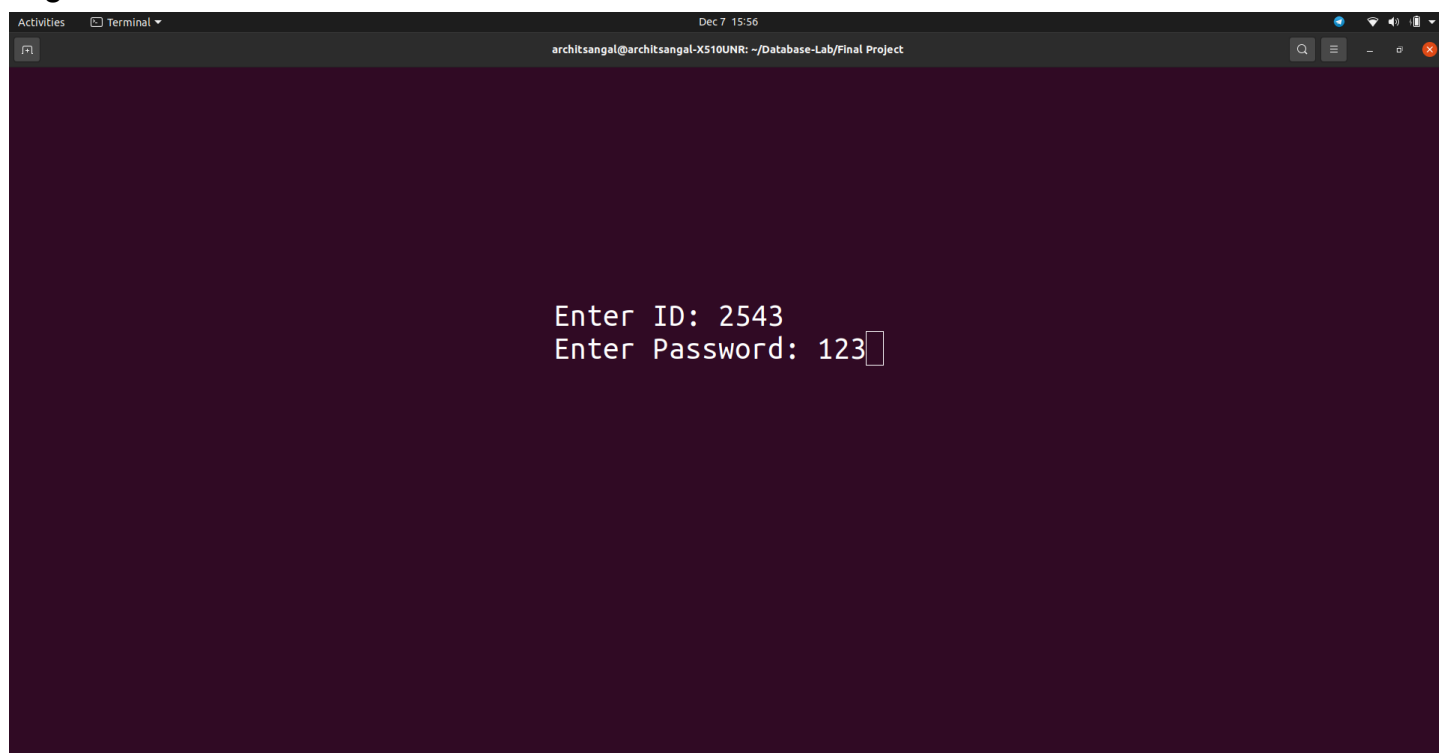 Activities Terminal Dec 7 15:56
architsangal@architsangal-X510UNR: ~/Database-Lab/Final Project
Enter ID: 2543
Enter Password: 123